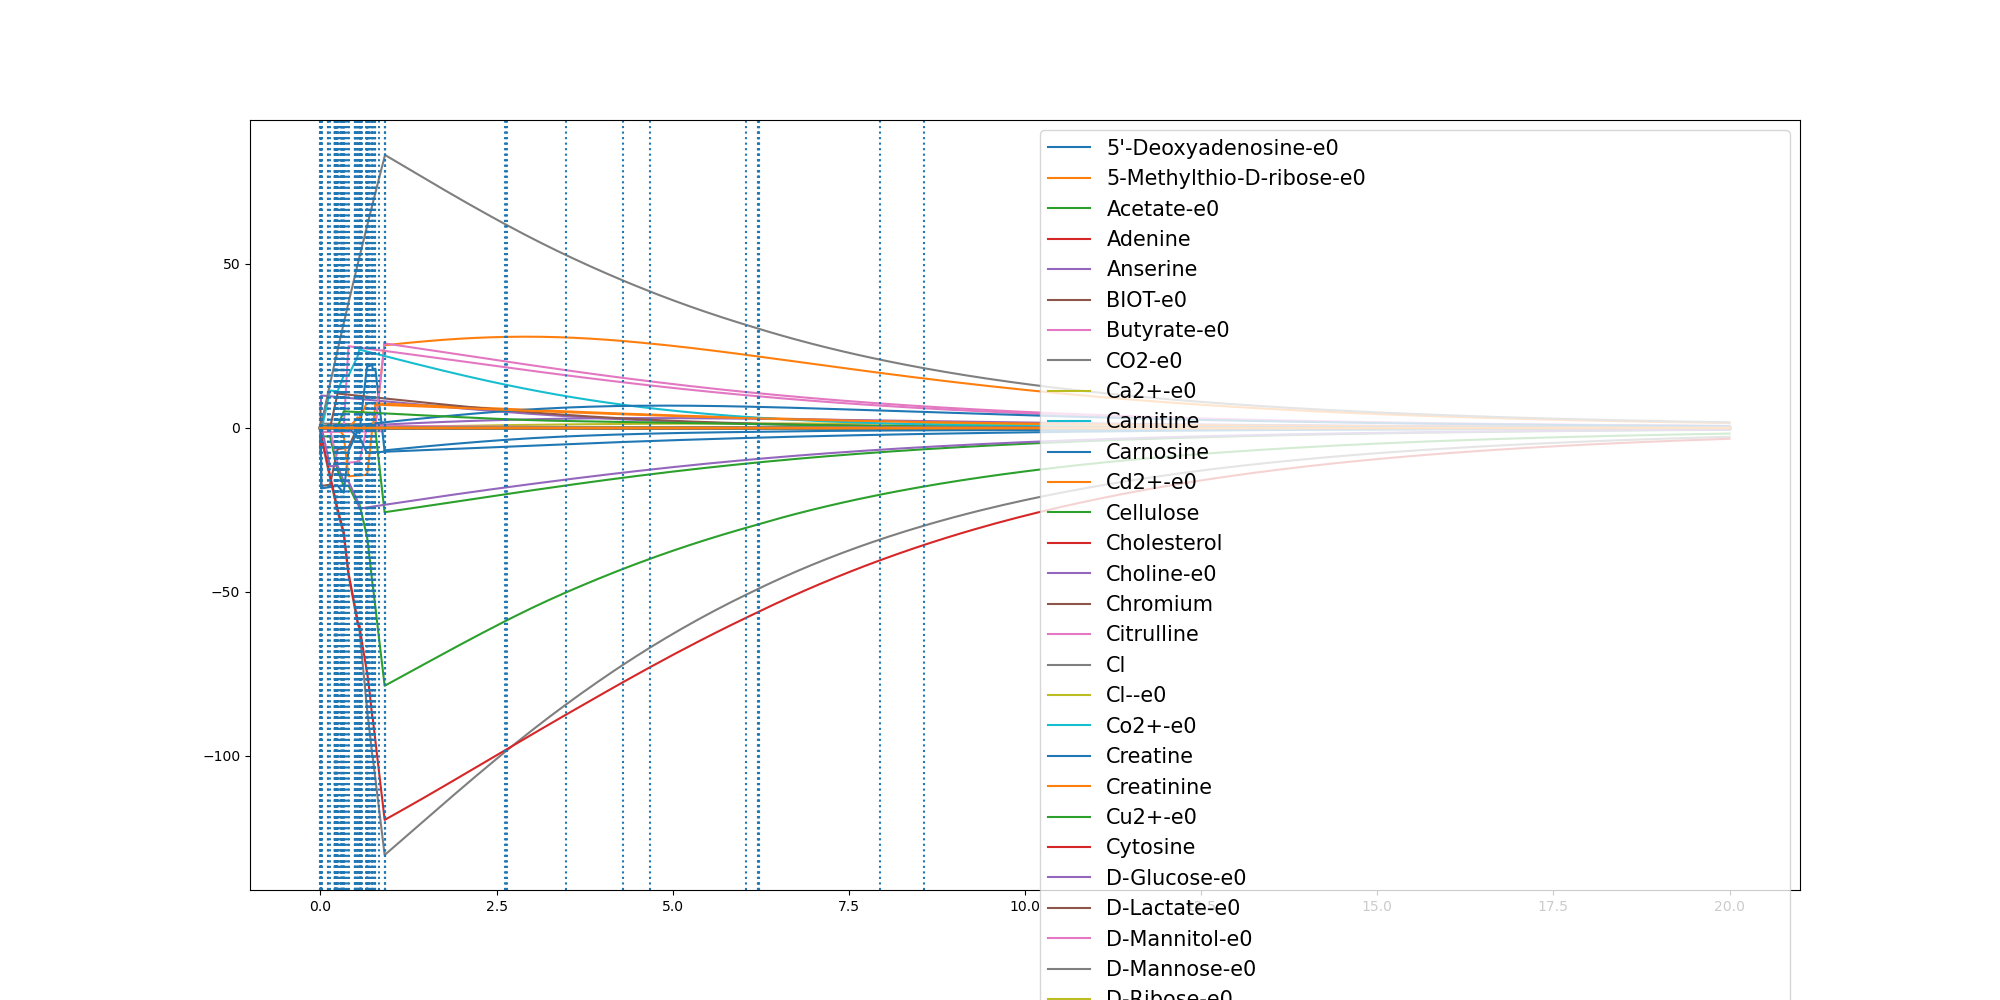 50
0
−50
−100
0.0
2.5
5.0
7.5
10.0
15.0
17.5
20.0
5'-Deoxyadenosine-e0
5-Methylthio-D-ribose-e0
Acetate-e0
Adenine
Anserine
BIOT-e0
Butyrate-e0
CO2-e0
Ca2+-e0
Carnitine
Carnosine
Cd2+-e0
Cellulose
Cholesterol
Choline-e0
Chromium
Citrulline
Cl
Cl--e0
Co2+-e0
Creatine
Creatinine
Cu2+-e0
Cytosine
D-Glucose-e0
D-Lactate-e0
D-Mannitol-e0
D-Mannose-e0
D-Ribose-e0